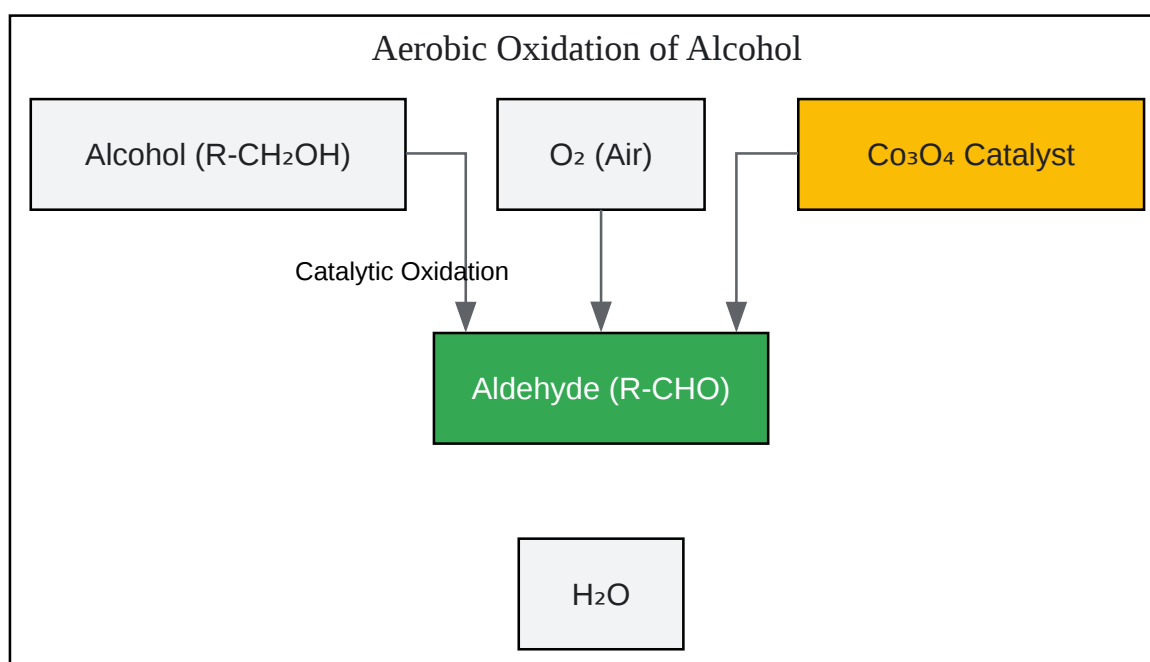 Aerobic Oxidation of Alcohol
Alcohol (R-CH₂OH)
O₂ (Air)
Co₃O₄ Catalyst
Catalytic Oxidation
Aldehyde (R-CHO)
H₂O